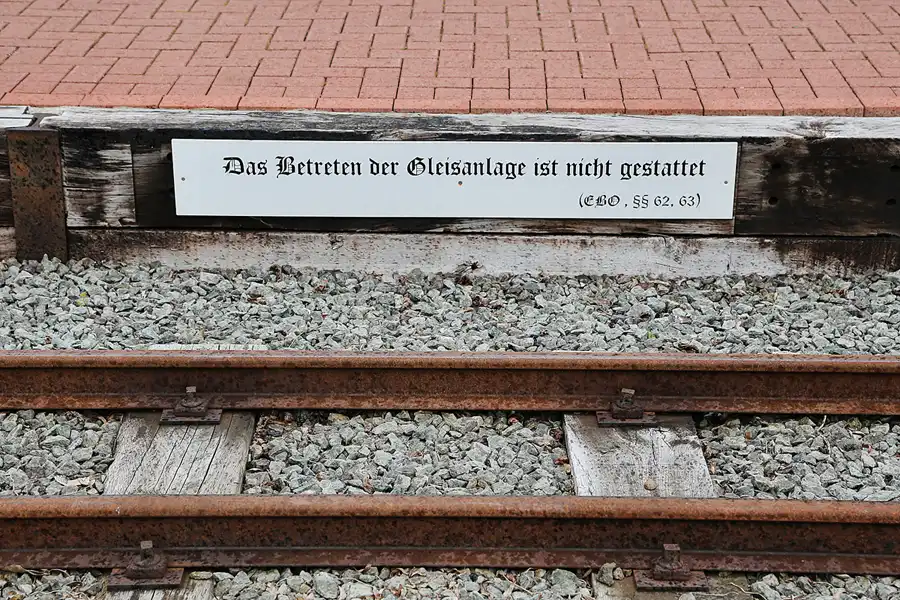 Das Betreten der Gleisanlage ist nicht gestattet
(EBO , §§ 62, 63)